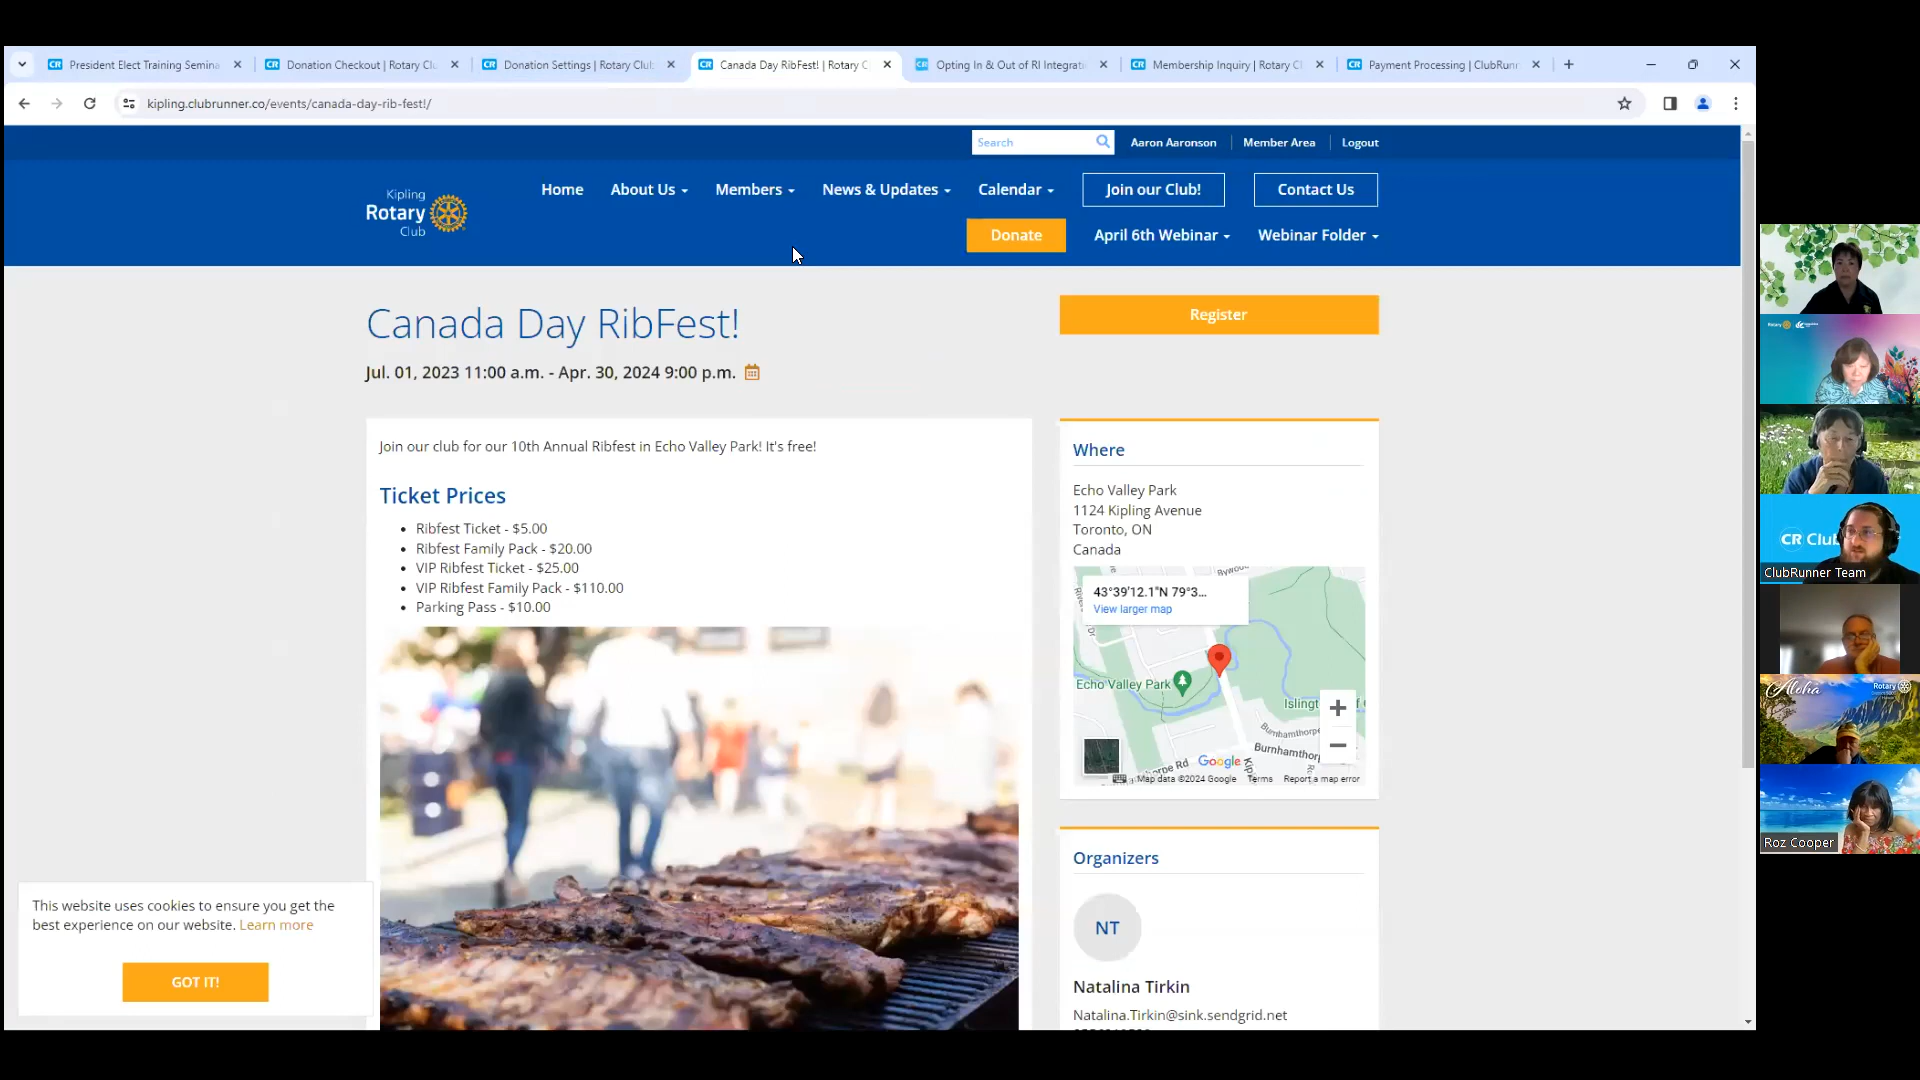 President Elect Training Semina
Donation Checkout | Rotary Clu
Donation Settings | Rotary Club
Canada Day RibFest! | Rotary C
Opting In & Out of RI Integrati
Membership Inquiry | Rotary C
Payment Processing | ClubRunn
kipling.clubrunner.co/events/canada-day-rib-fest!/
Search
Aaron Aaronson
Member Area
Logout
Kipling
Rotary
Club
Home
About Us
Members
News & Updates
Calendar
Join our Club!
Contact Us
Donate
April 6th Webinar
Webinar Folder
Canada Day RibFest!
Register
Jul. 01, 2023 11:00 a.m. - Apr. 30, 2024 9:00 p.m.
Join our club for our 10th Annual Ribfest in Echo Valley Park! It's free!
Ticket Prices
• Ribfest Ticket - $5.00
• Ribfest Family Pack - $20.00
• VIP Ribfest Ticket - $25.00
• VIP Ribfest Family Pack - $110.00
• Parking Pass - $10.00
Where
Echo Valley Park
1124 Kipling Avenue
Toronto, ON
Canada
43°39'12.1"N 79°3...
View larger map
Echo Valley Park
Islingt
Burnhamthorpe
Burnhamthor
orpe Rd
Google
Map data ©2024 Google
Terms
Report a map error
Organizers
NT
Natalina Tirkin
Natalina.Tirkin@sink.sendgrid.net
This website uses cookies to ensure you get the
best experience on our website. Learn more
GOT IT!
Rotary
CR Clu
ClubRunner Team
Aloha
Rotary
Roz Cooper